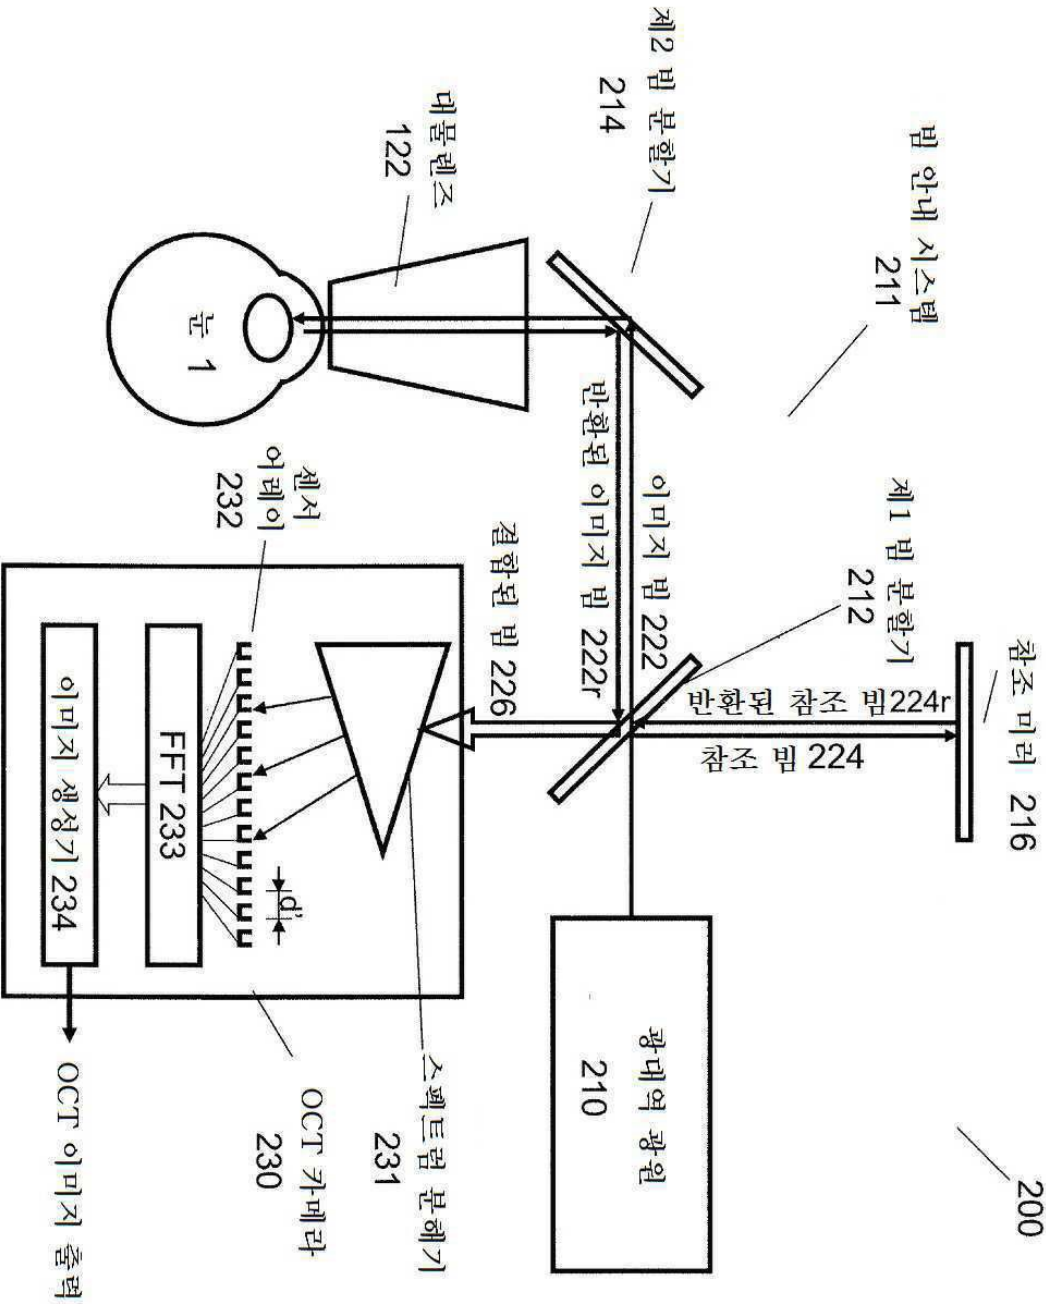 200
참조 미러 216
빔 안내 시스템
211
제1 빔 분할기
212
반환된 참조 빔224r
참조 빔 224
광대역 광원
210
제2 빔 분할기
214
이미지 빔 222
반환된 이미지 빔 222r
결합된 빔 226
대물렌즈
122
눈 1
스펙트럼 분해기
231
센서
어레이
232
d'
OCT 카메라
230
FFT 233
이미지 생성기 234
OCT 이미지 출력